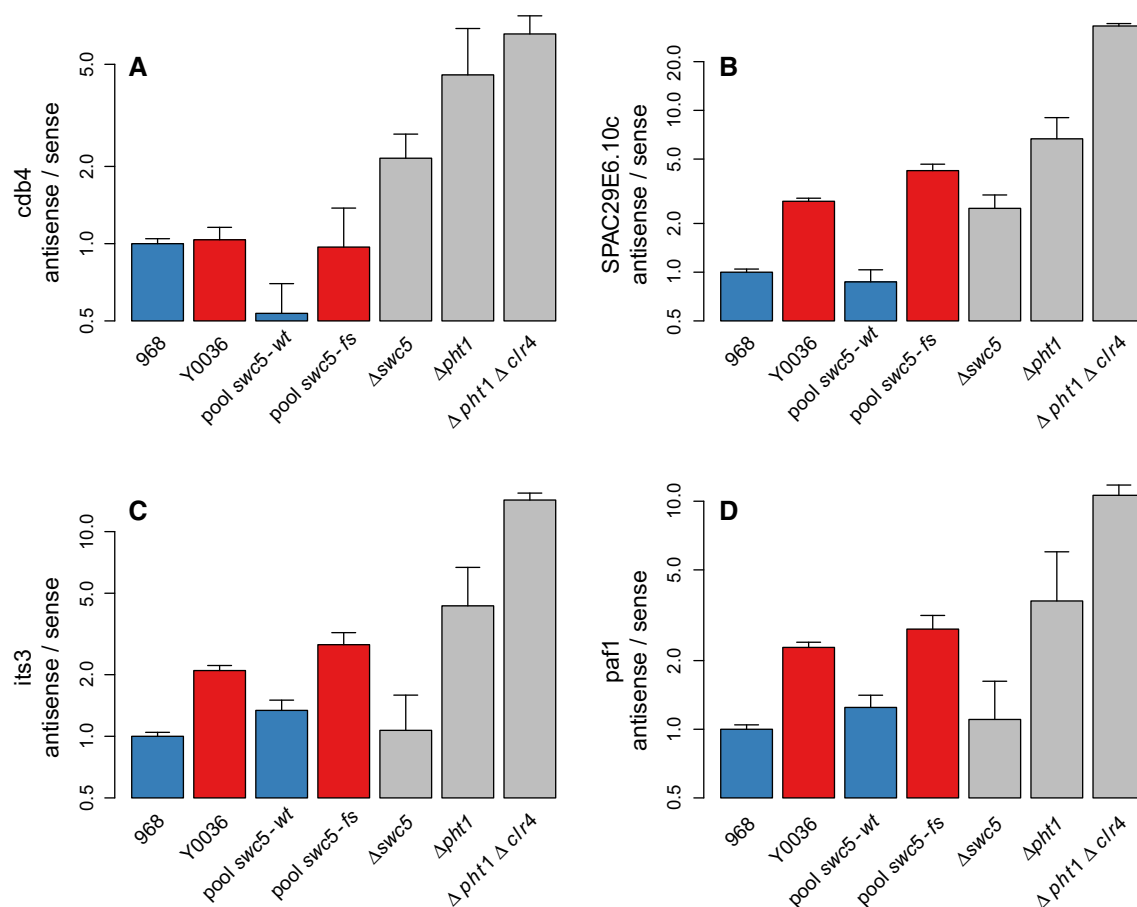 A
cdb4
antisense / sense
0.5
1.0
2.0
5.0
968
Y0036
pool swc5-wt
pool swc5-fs
Δswc5
Δpht1
Δ pht1 Δ clr4
B
SPAC29E6.10c
antisense / sense
0.5
1.0
2.0
5.0
10.0
20.0
968
Y0036
pool swc5-wt
pool swc5-fs
Δswc5
Δpht1
Δ pht1 Δ clr4
C
its3
antisense / sense
0.5
1.0
2.0
5.0
10.0
968
Y0036
pool swc5-wt
pool swc5-fs
Δswc5
Δpht1
Δ pht1 Δ clr4
D
paf1
antisense / sense
0.5
1.0
2.0
5.0
10.0
968
Y0036
pool swc5-wt
pool swc5-fs
Δswc5
Δpht1
Δ pht1 Δ clr4